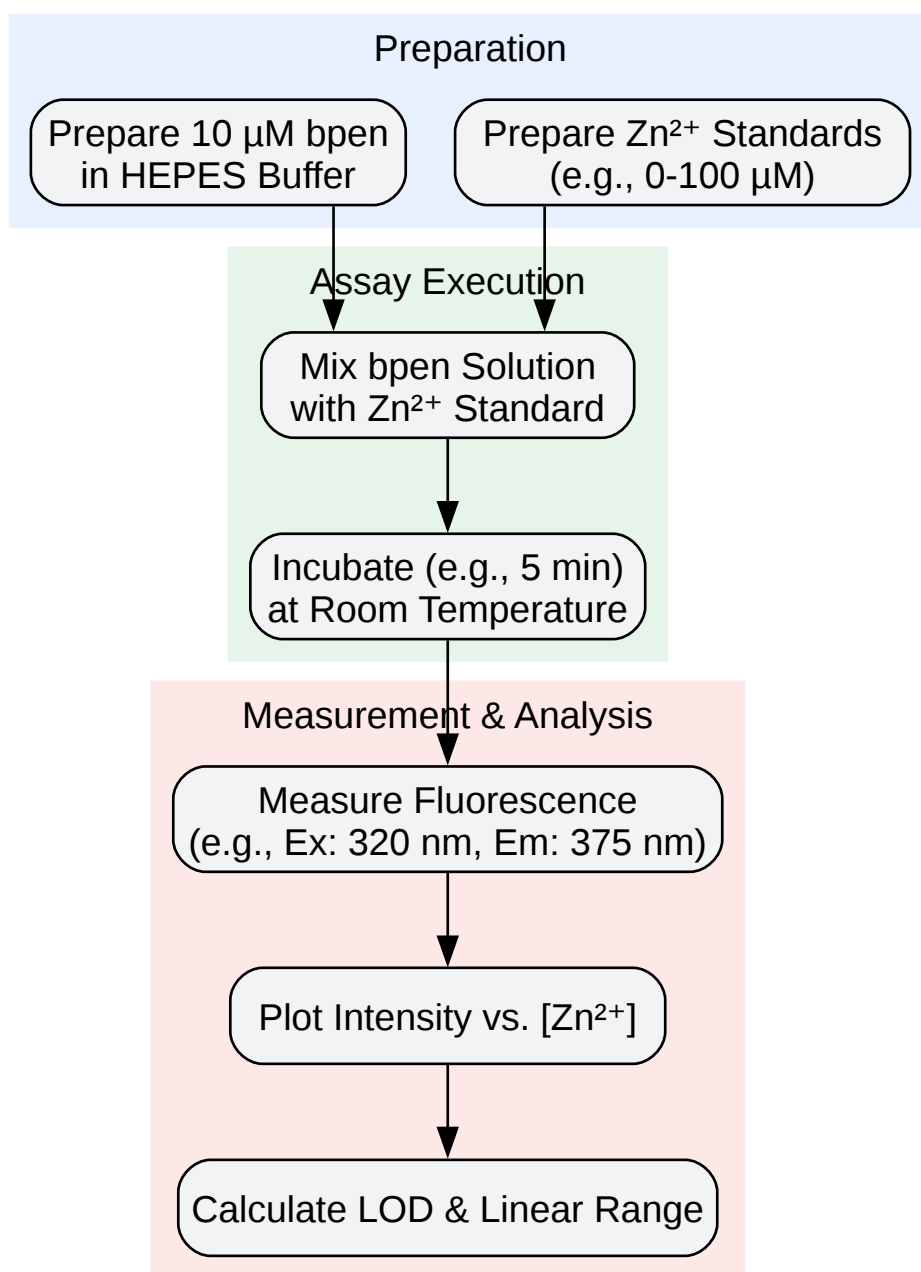 Preparation
Prepare 10 µM bpen
in HEPES Buffer
Prepare Zn²⁺ Standards
(e.g., 0-100 µM)
Assay Execution
Mix bpen Solution
with Zn²⁺ Standard
Incubate (e.g., 5 min)
at Room Temperature
Measurement & Analysis
Measure Fluorescence
(e.g., Ex: 320 nm, Em: 375 nm)
Plot Intensity vs. [Zn²⁺]
Calculate LOD & Linear Range